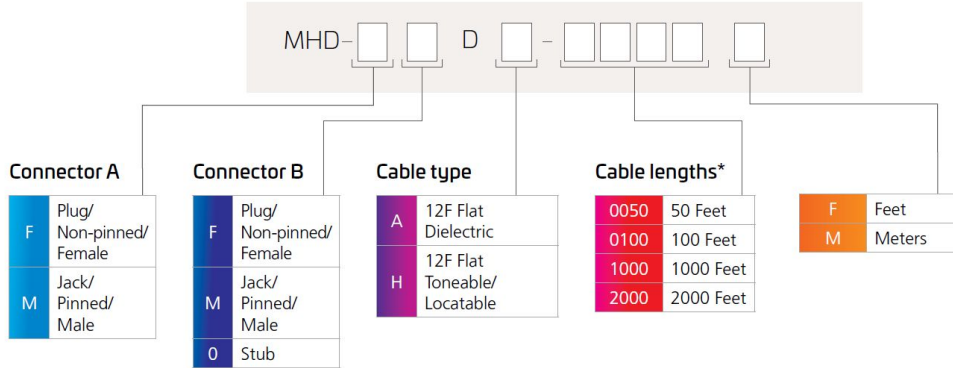 MHD- D -
Connector A
F Plug/
Non-pinned/
Female
M Jack/
Pinned/
Male
Connector B
F Plug/
Non-pinned/
Female
M Jack/
Pinned/
Male
0 Stub
Cable type
A 12F Flat
Dielectric
H 12F Flat
Toneable/
Locatable
Cable lengths*
0050 50 Feet
0100 100 Feet
1000 1000 Feet
2000 2000 Feet
F Feet
M Meters